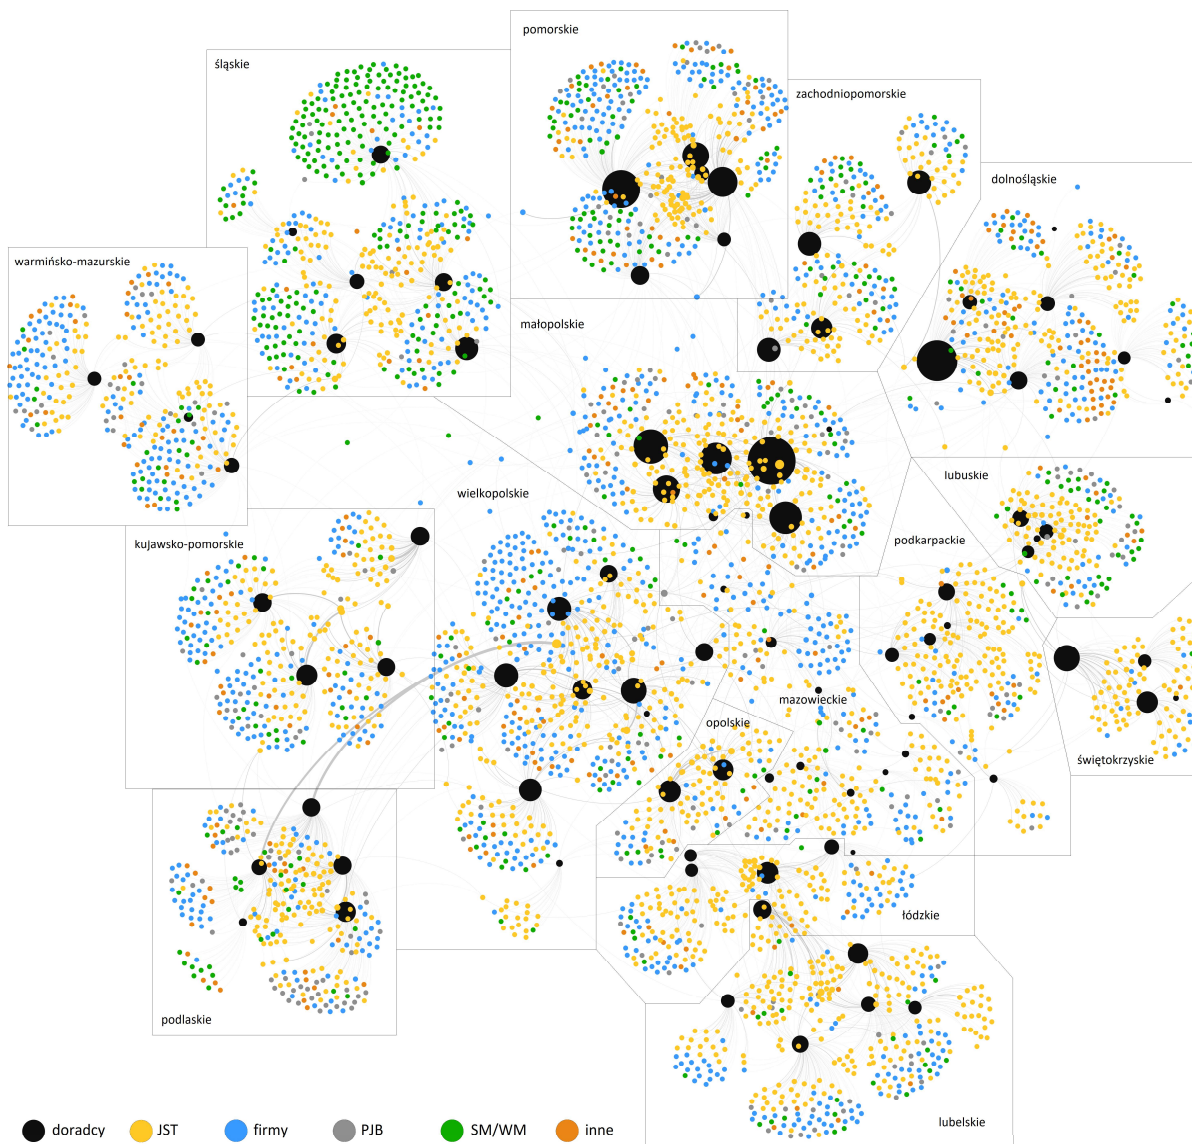 pomorskie
śląskie
zachodniopomorskie
dolnośląskie
warmińsko-mazurskie
małopolskie
lubuskie
wielkopolskie
podkarpackie
kujawsko-pomorskie
mazowieckie
opolskie
świętokrzyskie
łódzkie
podlaskie
lubelskie
doradcy JST firmy PJB SM/WM inne